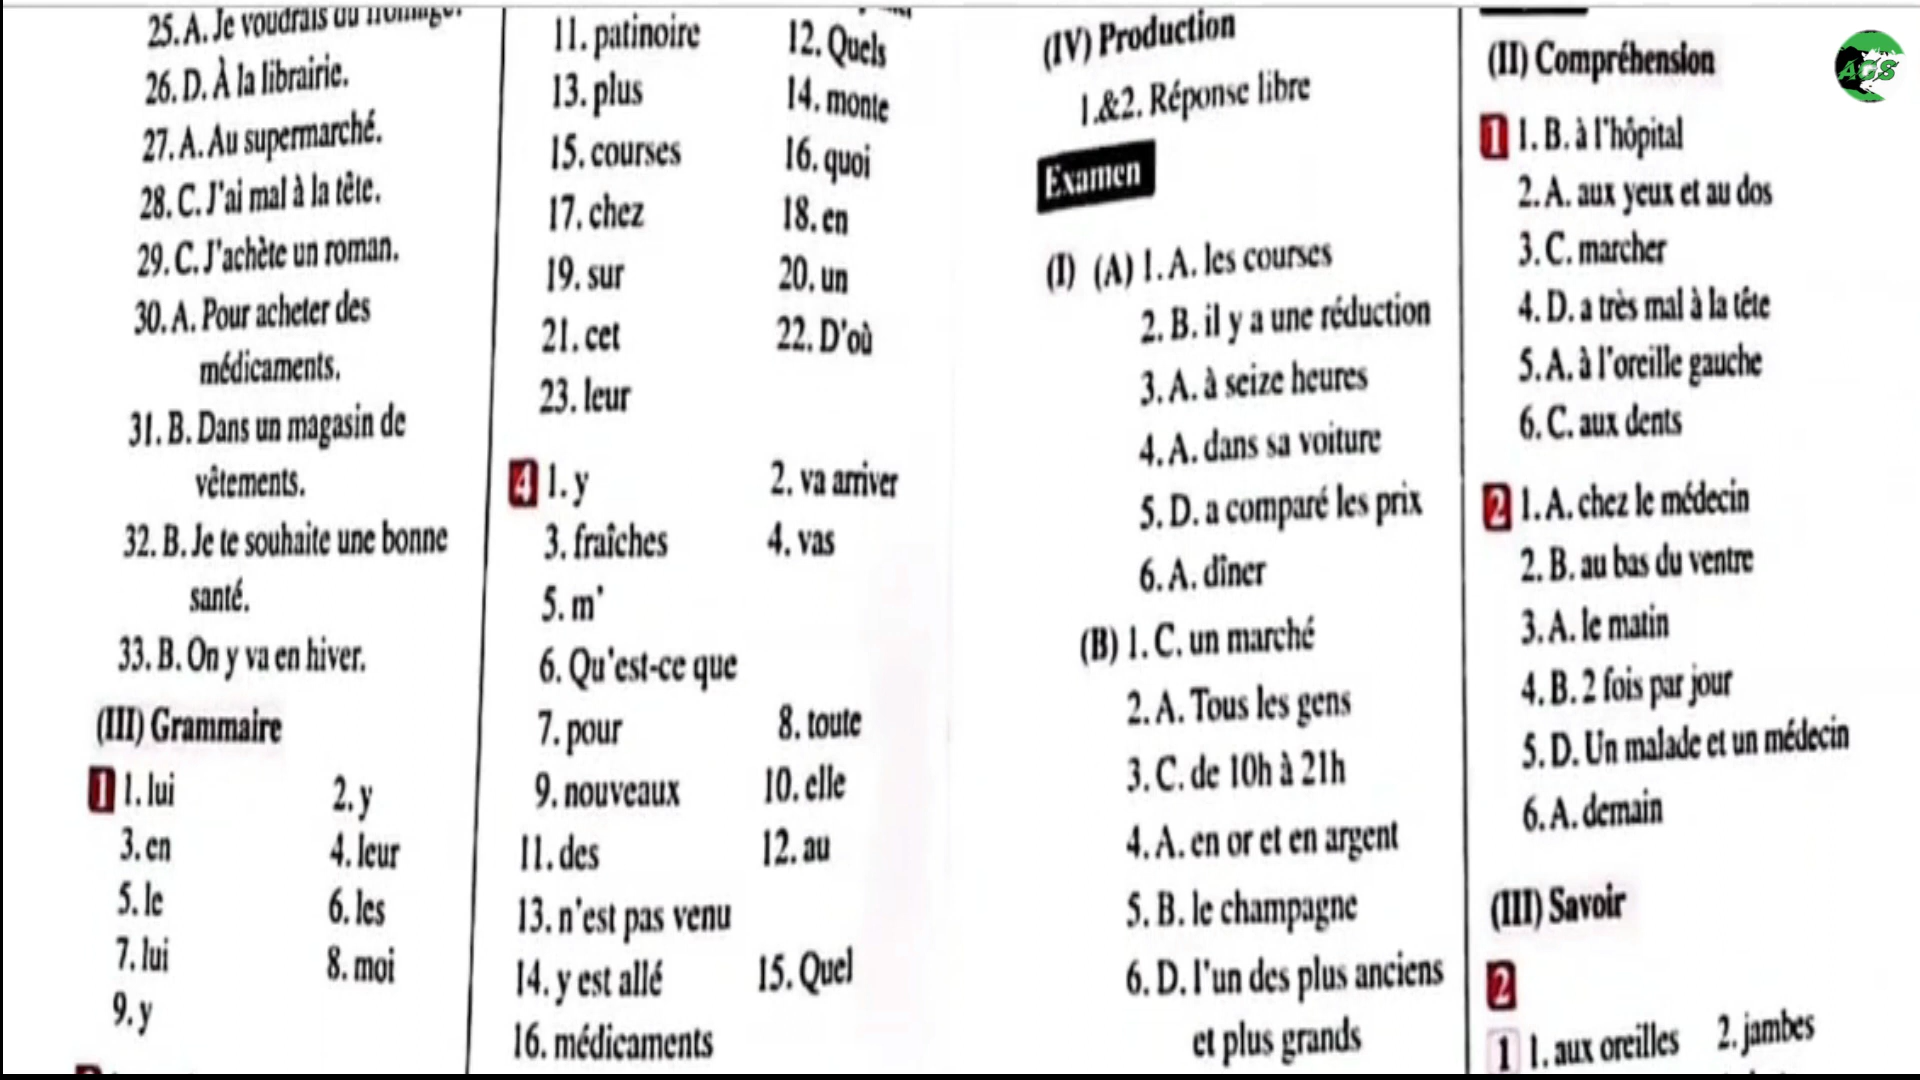 25. A. Je voudrais du fromage.
26. D. À la librairie.
27. A. Au supermarché.
28. C. J'ai mal à la tête.
29. C. J'achète un roman.
30. A. Pour acheter des
médicaments.
31. B. Dans un magasin de
vêtements.
32. B. Je te souhaite une bonne
santé.
33. B. On y va en hiver.
(III) Grammaire
1 1. lui 2. y
3. en 4. leur
5. le 6. les
7. lui 8. moi
9. y
11. patinoire 12. Quels
13. plus 14. monte
15. courses 16. quoi
17. chez 18. en
19. sur 20. un
21. cet 22. D'où
23. leur
4 1. y 2. va arriver
3. fraîches 4. vas
5. m'
6. Qu'est-ce que
7. pour 8. toute
9. nouveaux 10. elle
11. des 12. au
13. n'est pas venu
14. y est allé 15. Quel
16. médicaments
(IV) Production
1.&2. Réponse libre
Examen
(I) (A) 1. A. les courses
2. B. il y a une réduction
3. A. à seize heures
4. A. dans sa voiture
5. D. a comparé les prix
6. A. dîner
(B) 1. C. un marché
2. A. Tous les gens
3. C. de 10h à 21h
4. A. en or et en argent
5. B. le champagne
6. D. l'un des plus anciens
et plus grands
(II) Compréhension
1 1. B. à l'hôpital
2. A. aux yeux et au dos
3. C. marcher
4. D. a très mal à la tête
5. A. à l'oreille gauche
6. C. aux dents
2 1. A. chez le médecin
2. B. au bas du ventre
3. A. le matin
4. B. 2 fois par jour
5. D. Un malade et un médecin
6. A. demain
(III) Savoir
2
1 1. aux oreilles 2. jambes
AGS